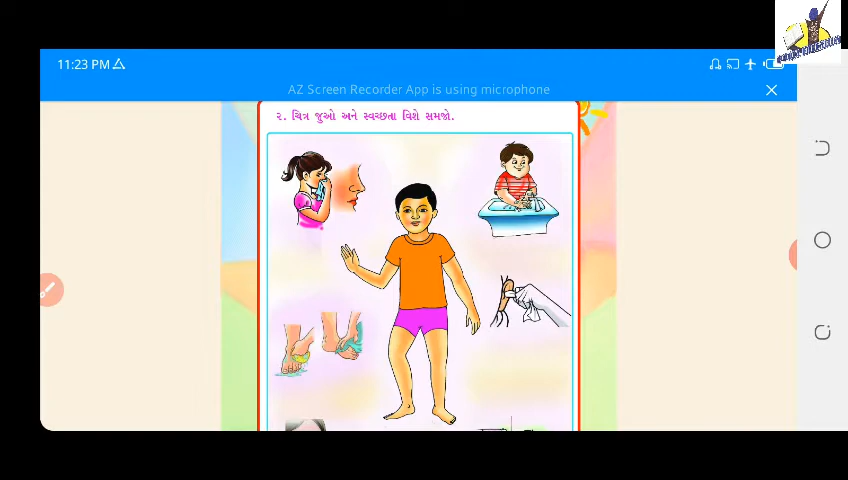 11:23 PM
AZ Screen Recorder App is using microphone
૨. ચિત્ર જુઓ અને સ્વચ્છતા વિશે સમજો.